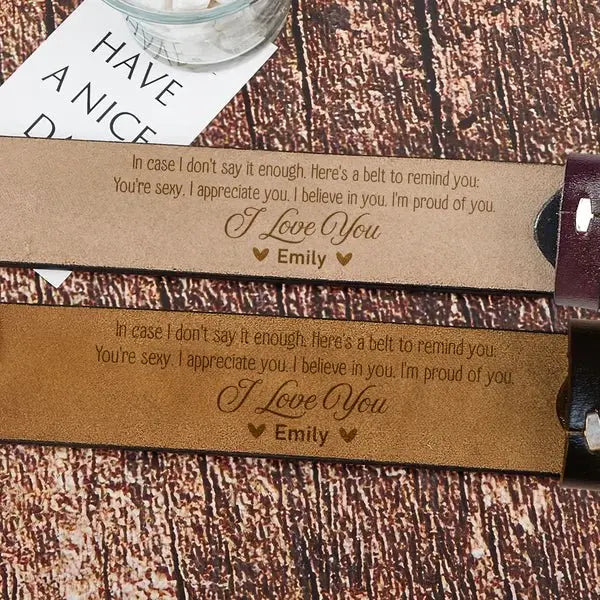 HAVE
A NICE
In case I don't say it enough. Here's a belt to remind you:
You're sexy. I appreciate you. I believe in you. I'm proud of you.
I Love You
Emily
In case I don't say it enough. Here's a belt to remind you:
You're sexy. I appreciate you. I believe in you. I'm proud of you.
I Love You
Emily